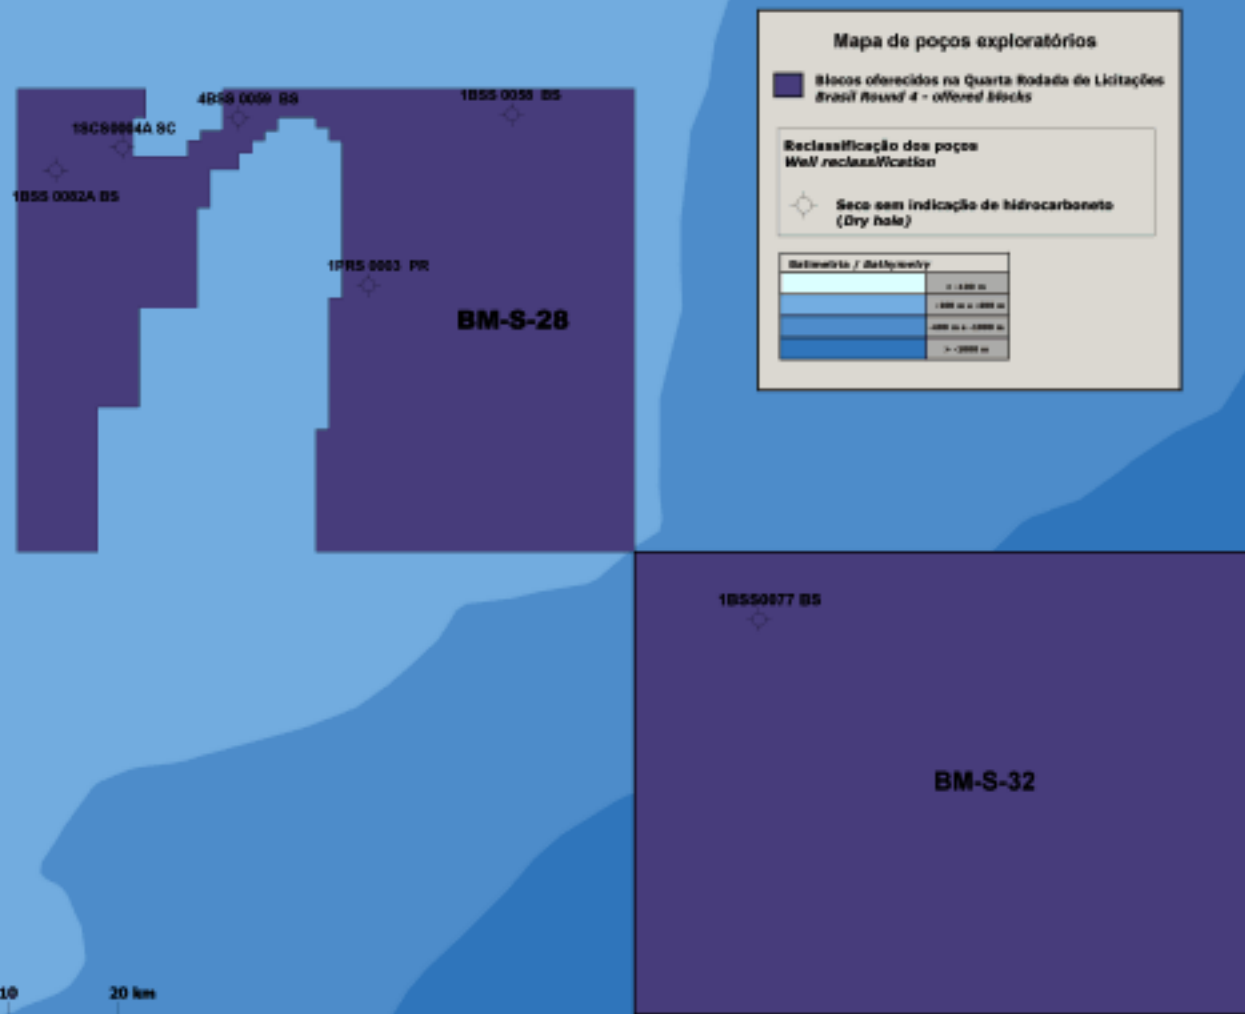 Mapa de poços exploratórios
Blocos oferecidos na Quarta Rodada de Licitações
Brasil Round 4 - offered blocks
Reclassificação dos poços
Well reclassification
Seco sem indicação de hidrocarboneto
(Dry hole)
Batimetria / Bathymetry
4BSS 0059 BS
1BSS 0058 BS
1SCS0004A SC
1BSS 0082A BS
1PRS 0003 PR
BM-S-28
1BSS0077 BS
BM-S-32
10
20 km